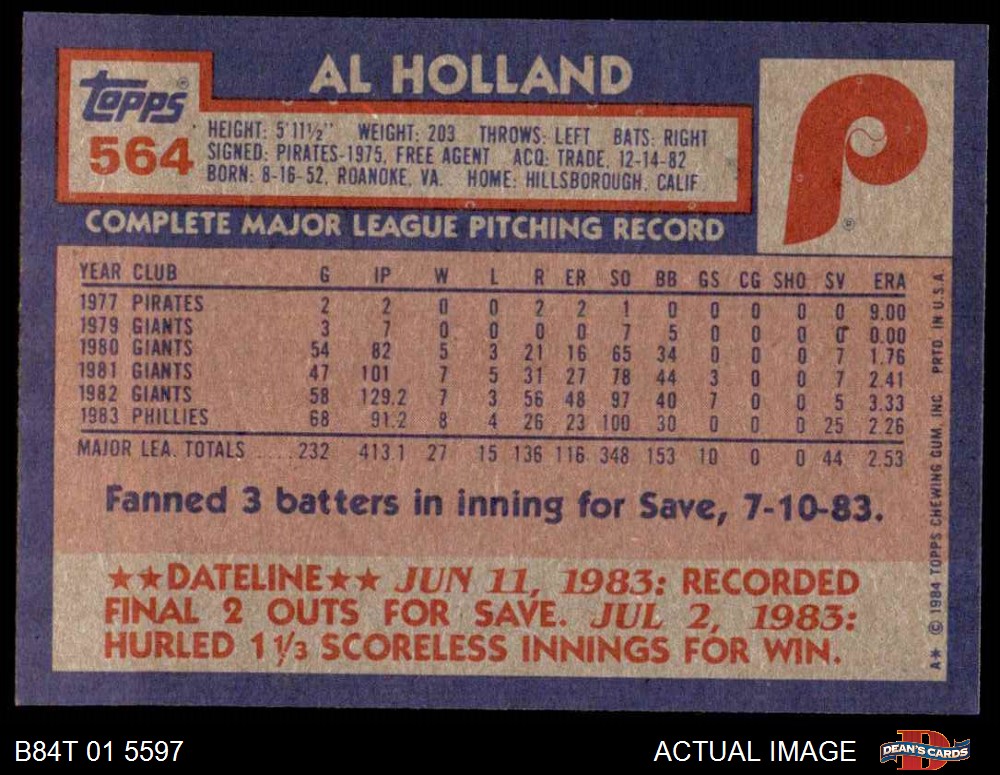 AL HOLLAND
Topps
564
HEIGHT: 5'11½" WEIGHT: 203 THROWS: LEFT BATS: RIGHT
SIGNED: PIRATES-1975, FREE AGENT ACQ: TRADE, 12-14-82
BORN: 8-16-52, ROANOKE, VA. HOME: HILLSBOROUGH, CALIF
P
®
COMPLETE MAJOR LEAGUE PITCHING RECORD
YEAR CLUB G IP W L R ER SO BB GS CG SHO SV ERA
1977 PIRATES 2 2 0 0 2 2 1 0 0 0 0 0 9.00
1979 GIANTS 3 7 0 0 0 0 7 5 0 0 0 0 0.00
1980 GIANTS 54 82 5 3 21 16 65 34 0 0 0 7 1.76
1981 GIANTS 47 101 7 5 31 27 78 44 3 0 0 7 2.41
1982 GIANTS 58 129.2 7 3 56 48 97 40 7 0 0 5 3.33
1983 PHILLIES 68 91.2 8 4 26 23 100 30 0 0 0 25 2.26
MAJOR LEA. TOTALS ..... 232 413.1 27 15 136 116 348 153 10 0 0 44 2.53
Fanned 3 batters in inning for Save, 7-10-83.
★★DATELINE★★ JUN 11, 1983: RECORDED
FINAL 2 OUTS FOR SAVE. JUL 2, 1983:
HURLED 1 ⅓ SCORELESS INNINGS FOR WIN.
A* © 1984 TOPPS CHEWING GUM, INC. PRTD. IN U.S.A.
B84T 01 5597
ACTUAL IMAGE
D
DEAN'S CARDS